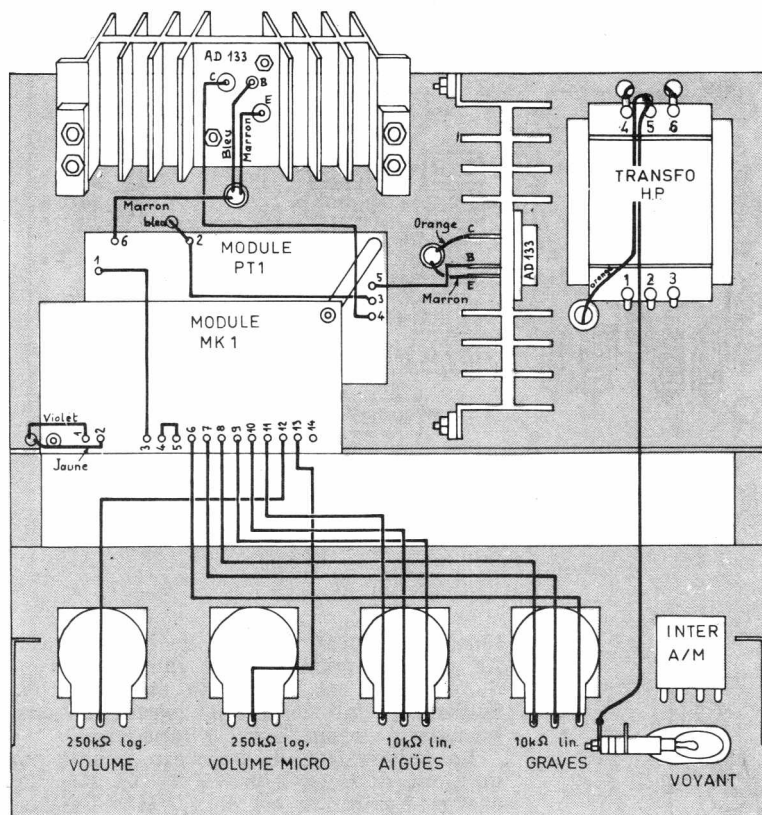 AD 133
C
B
E
Bleu
Marron
Marron
bleu
6
2
MODULE
PT1
1
5
3
4
MODULE
MK 1
Violet
1
2
Jaune
3
4
5
6
7
8
9
10
11
12
13
14
Orange
C
B
E
Marron
AD 133
4
5
6
TRANSFO
H.P.
orange
1
2
3
250kΩ log.
VOLUME
250kΩ log.
VOLUME MICRO
10kΩ lin.
AÏGÜES
10kΩ lin.
GRAVES
INTER
A/M
VOYANT